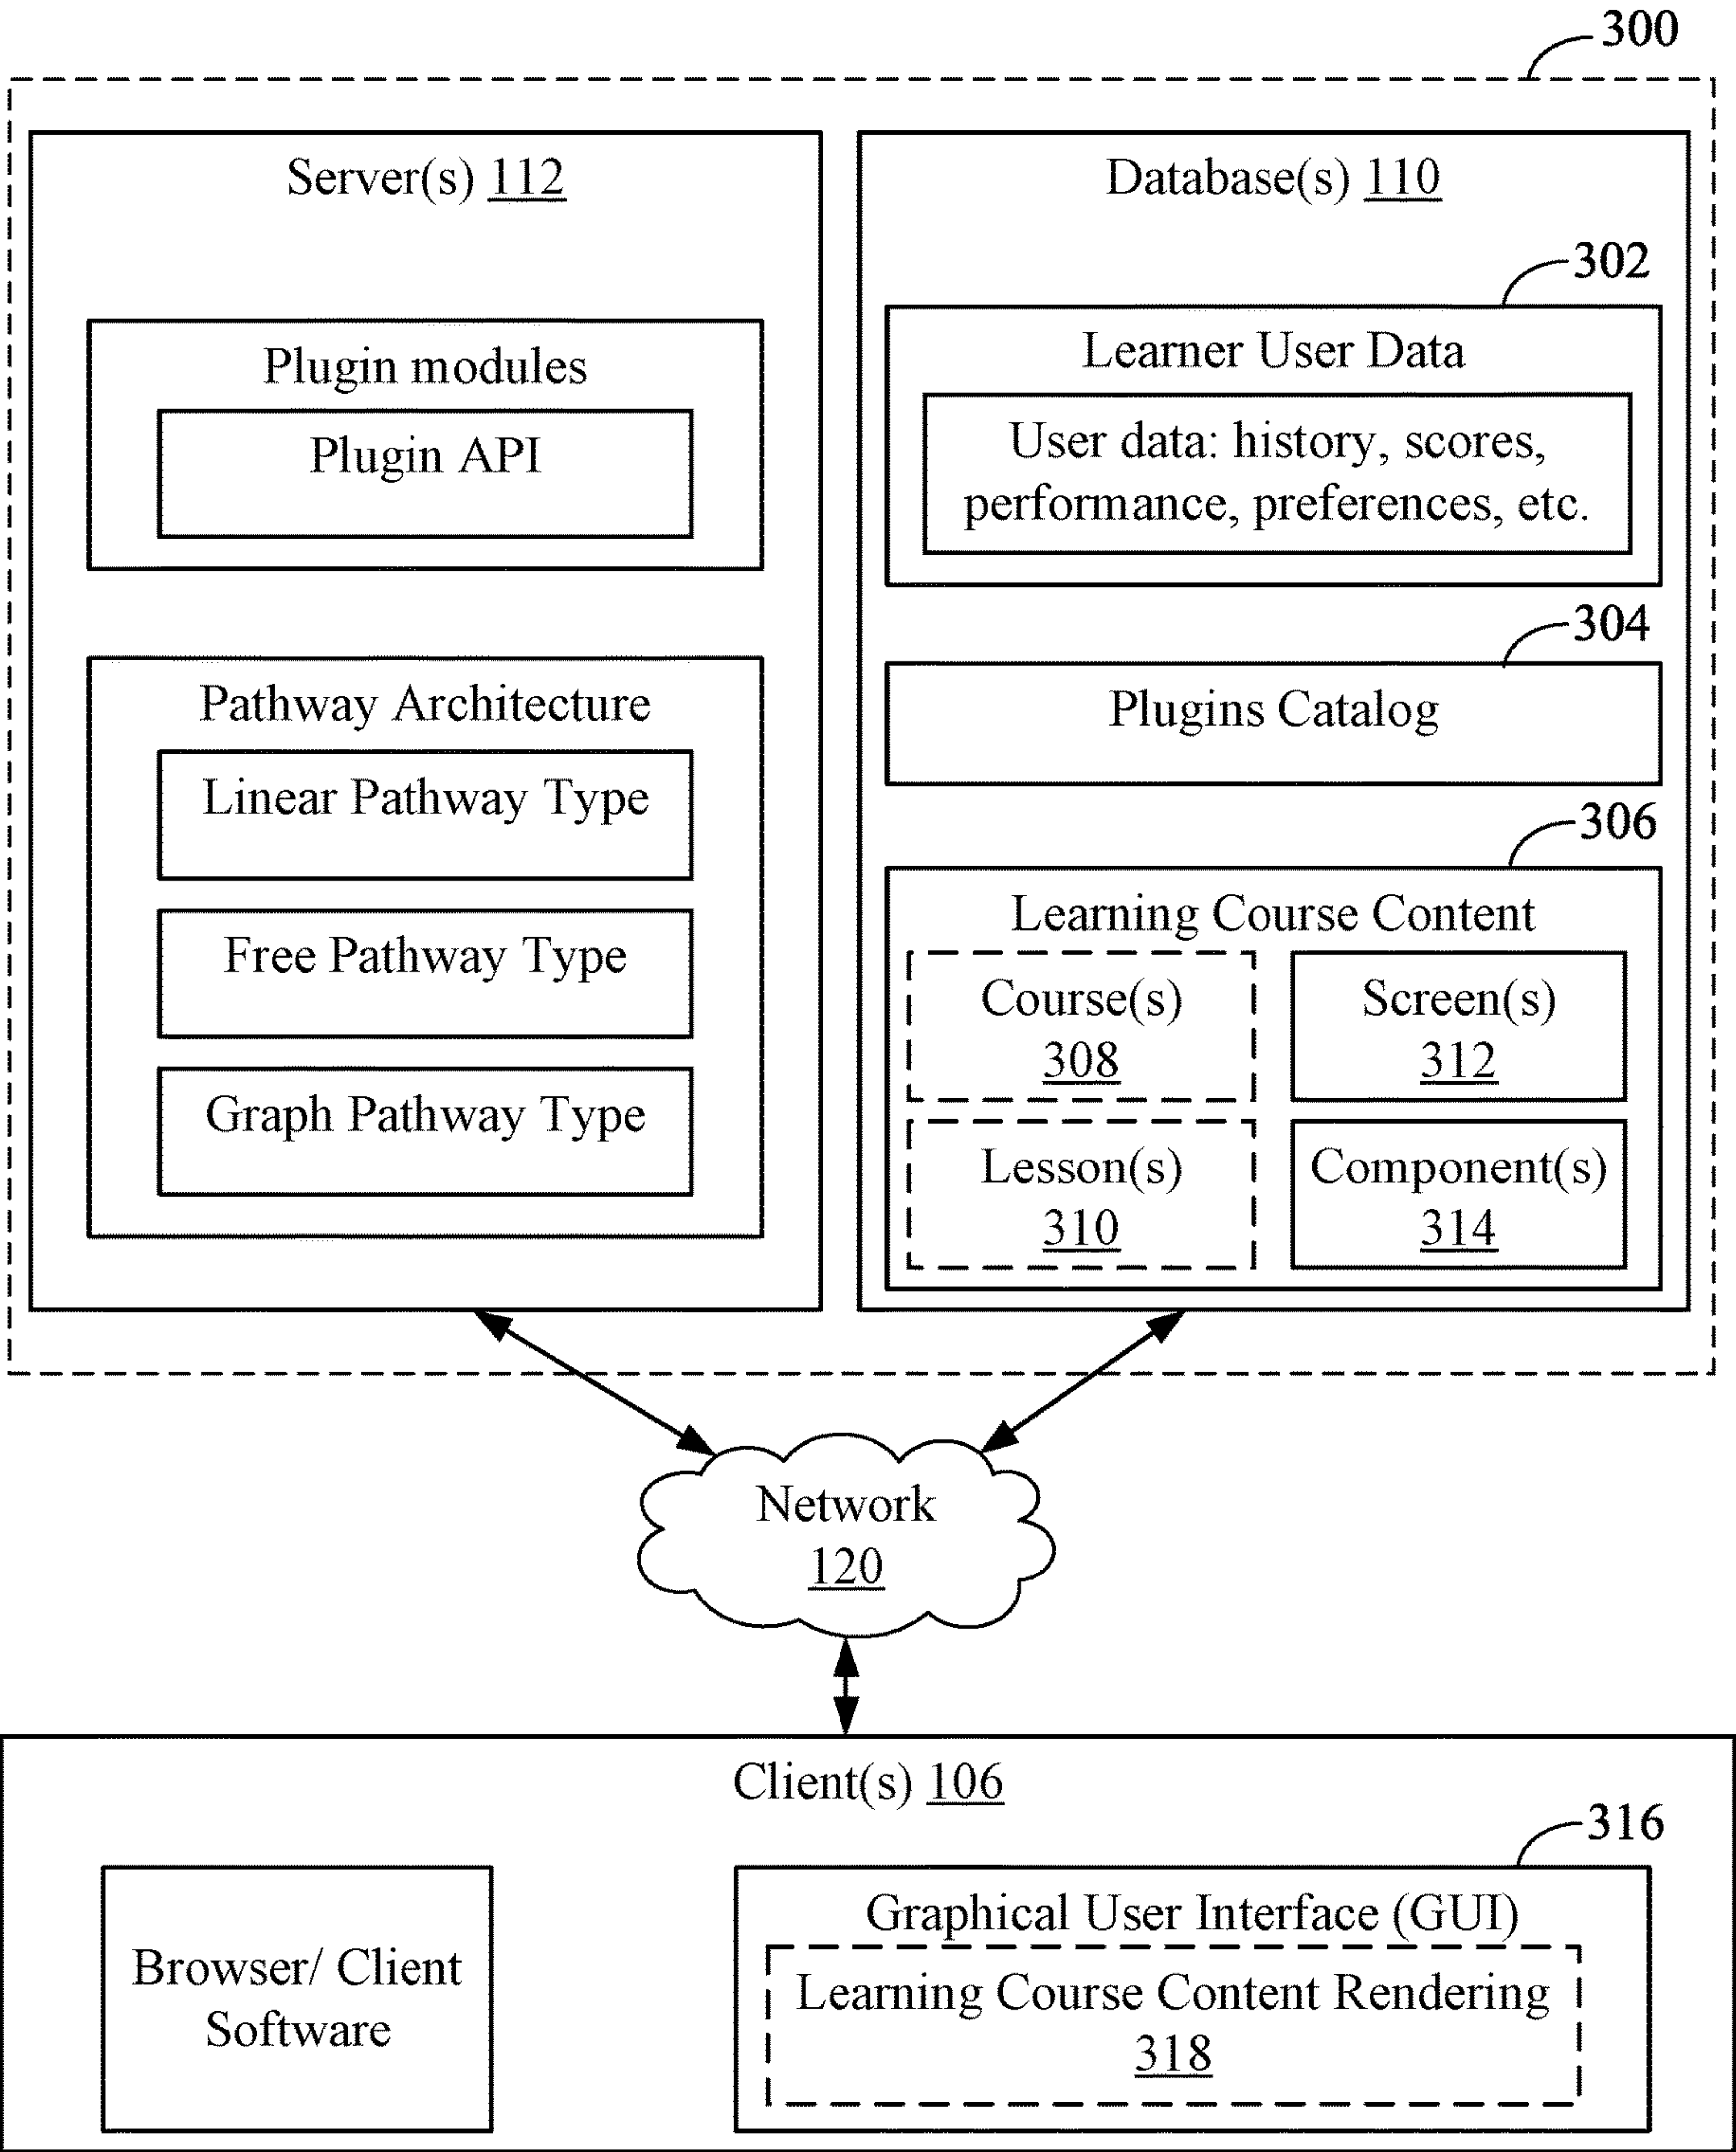 300
Server(s) 112
Plugin modules
Plugin API
Pathway Architecture
Linear Pathway Type
Free Pathway Type
Graph Pathway Type
Database(s) 110
302
Learner User Data
User data: history, scores,
performance, preferences, etc.
304
Plugins Catalog
306
Learning Course Content
Course(s)
308
Screen(s)
312
Lesson(s)
310
Component(s)
314
Network
120
Client(s) 106
Browser/ Client
Software
316
Graphical User Interface (GUI)
Learning Course Content Rendering
318